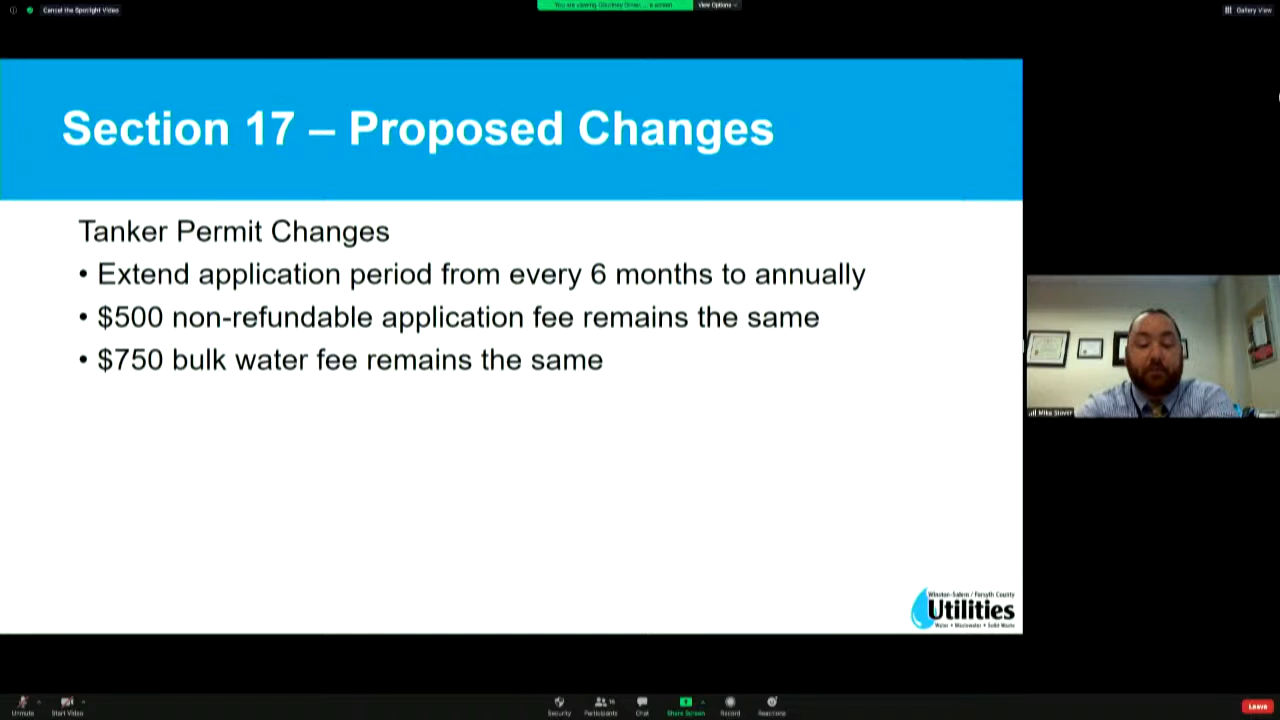 Cancel the Spotlight Video
View Options
Gallery View
Section 17 – Proposed Changes
Tanker Permit Changes
• Extend application period from every 6 months to annually
• $500 non-refundable application fee remains the same
• $750 bulk water fee remains the same
Mike Stover
Winston-Salem / Forsyth County
Utilities
Water • Wastewater • Solid Waste
Unmute
Start Video
Security
Participants
Chat
Share Screen
Record
Reactions
Leave